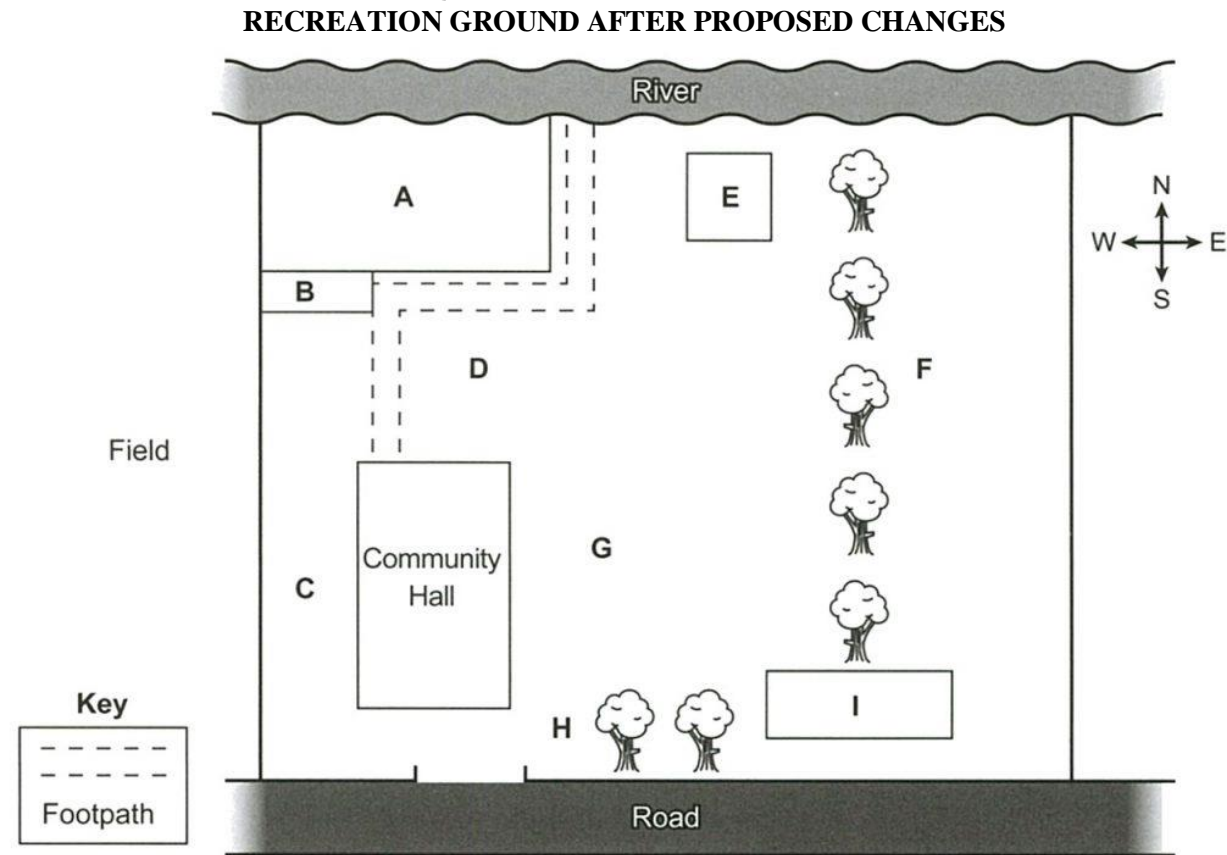 RECREATION GROUND AFTER PROPOSED CHANGES
River
A
E
N
W E
S
B
D
F
Field
G
Community
Hall
C
Key
I
H
Footpath
Road